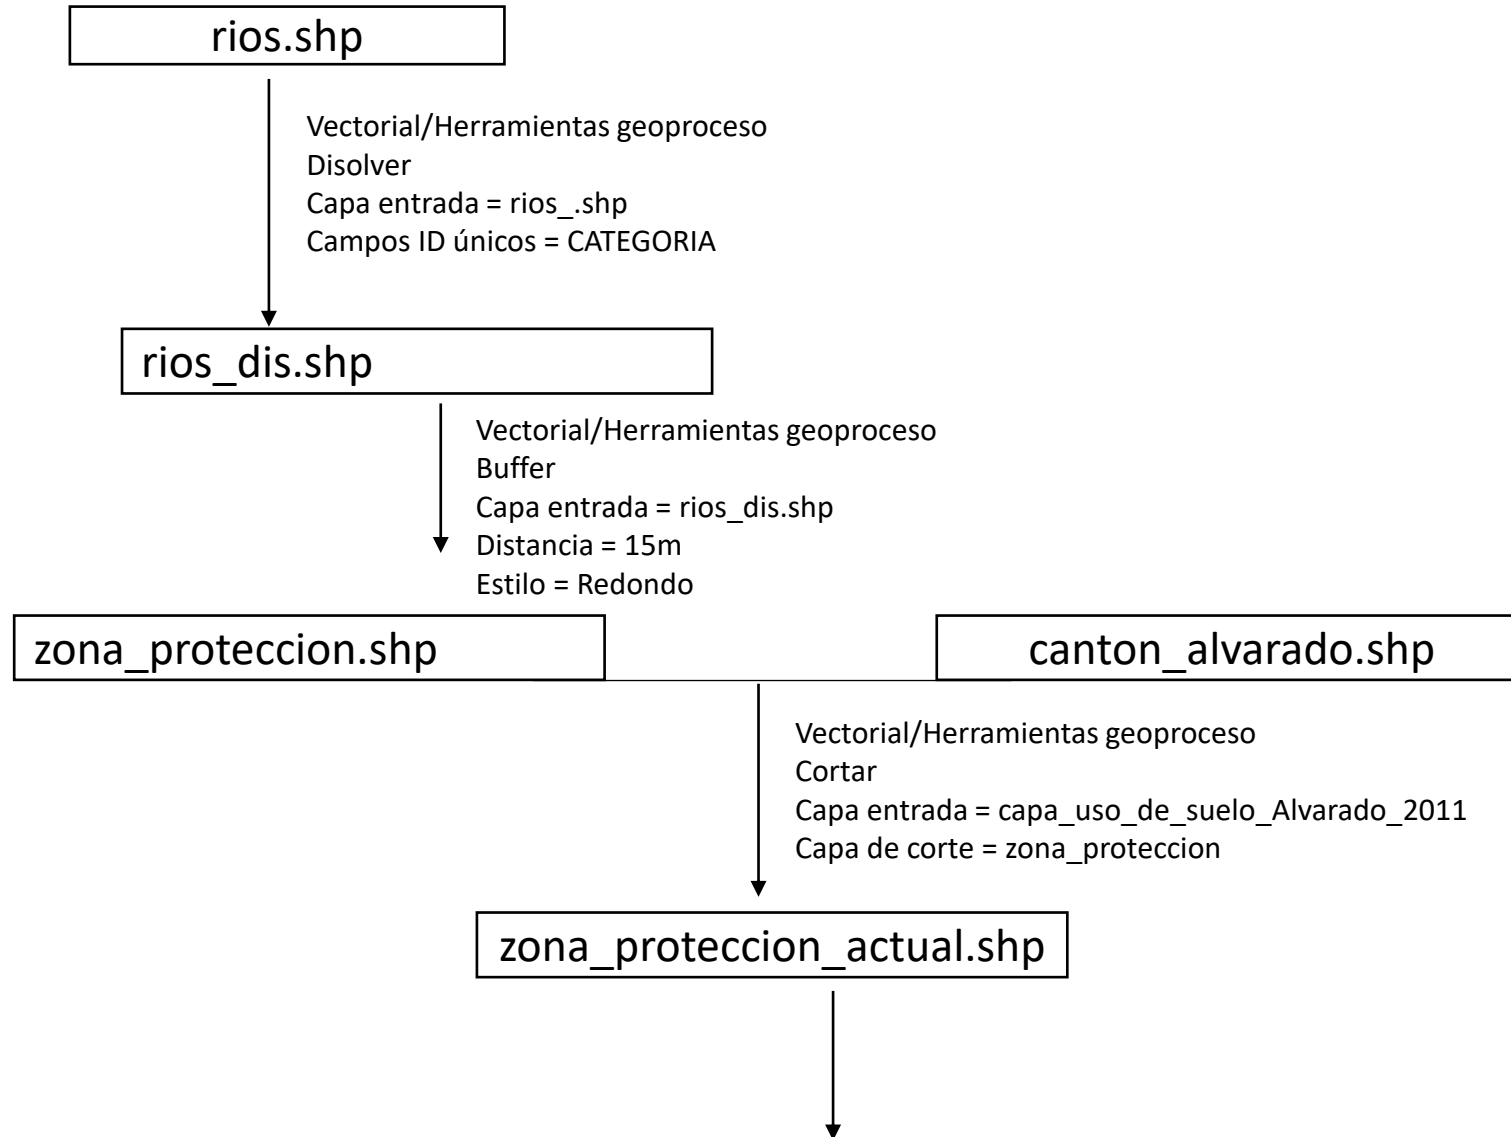 rios.shp
Vectorial/Herramientas geoproceso
Disolver
Capa entrada = rios_.shp
Campos ID únicos = CATEGORIA
rios_dis.shp
Vectorial/Herramientas geoproceso
Buffer
Capa entrada = rios_dis.shp
Distancia = 15m
Estilo = Redondo
zona_proteccion.shp
canton_alvarado.shp
Vectorial/Herramientas geoproceso
Cortar
Capa entrada = capa_uso_de_suelo_Alvarado_2011
Capa de corte = zona_proteccion
zona_proteccion_actual.shp